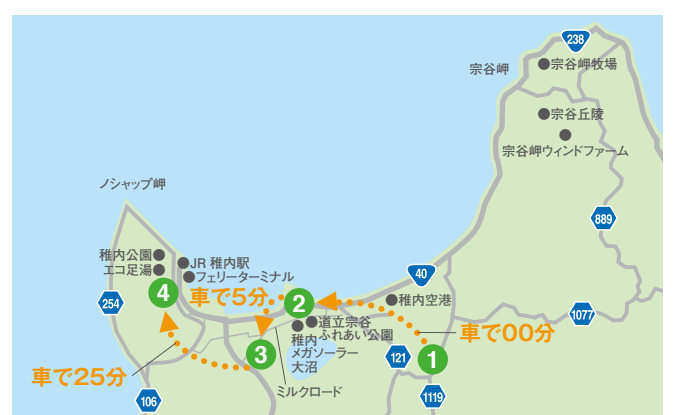 238
宗谷岬
宗谷岬牧場
宗谷丘陵
宗谷岬ウィンドファーム
ノシャップ岬
889
稚内公園
エコ足湯
JR 稚内駅
フェリーターミナル
40
254
4
車で5分
2
稚内空港
1077
道立宗谷
ふれあい公園
車で00分
稚内
メガソーラー
大沼
3
121
1
車で25分
ミルクロード
106
1119